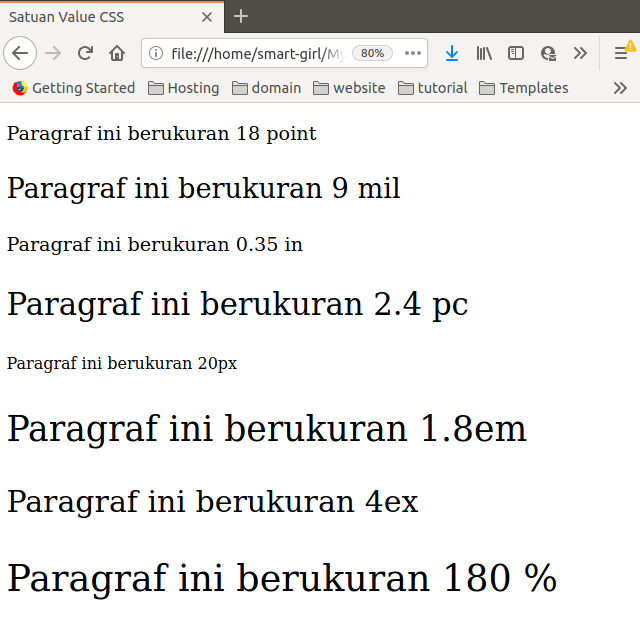 Satuan Value CSS
file:///home/smart-girl/My
80%
Getting Started
Hosting
domain
website
tutorial
Templates
Paragraf ini berukuran 18 point
Paragraf ini berukuran 9 mil
Paragraf ini berukuran 0.35 in
Paragraf ini berukuran 2.4 pc
Paragraf ini berukuran 20px
Paragraf ini berukuran 1.8em
Paragraf ini berukuran 4ex
Paragraf ini berukuran 180 %